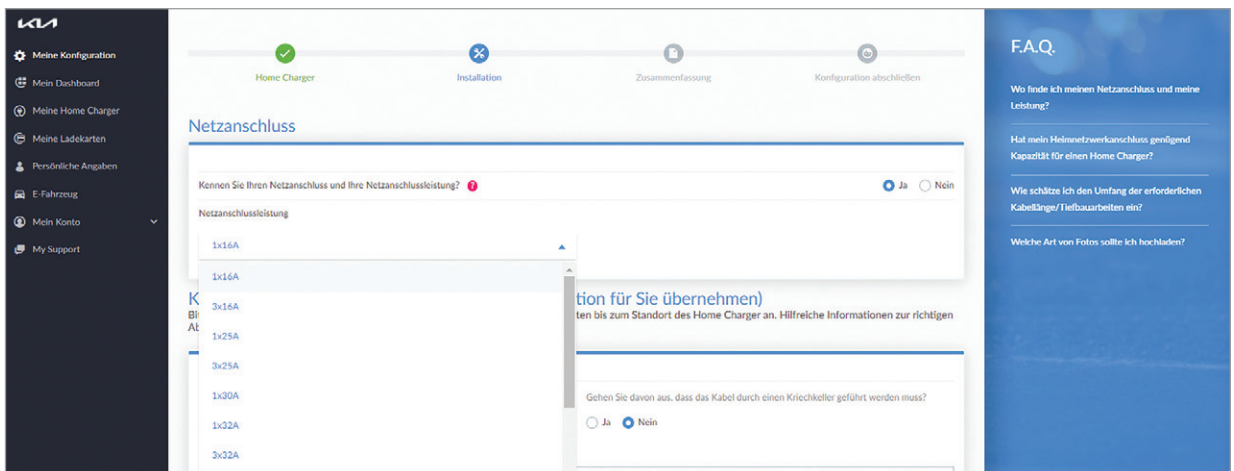 KIA
Meine Konfiguration
Mein Dashboard
Meine Home Charger
Meine Ladekarten
Persönliche Angaben
E-Fahrzeug
Mein Konto
My Support
Home Charger
Installation
Zusammenfassung
Konfiguration abschließen
Netzanschluss
Kennen Sie Ihren Netzanschluss und Ihre Netzanschlussleistung? ?
Ja Nein
Netzanschlussleistung
1x16A
1x16A
3x16A
1x25A
3x25A
1x30A
1x32A
3x32A
K
tion für Sie übernehmen)
ten bis zum Standort des Home Charger an. Hilfreiche Informationen zur richtigen
Gehen Sie davon aus, dass das Kabel durch einen Kriechkeller geführt werden muss?
Ja Nein
F.A.Q.
Wo finde ich meinen Netzanschluss und meine
Leistung?
Hat mein Heimnetzwerkanschluss genügend
Kapazität für einen Home Charger?
Wie schätze ich den Umfang der erforderlichen
Kabellänge/Tiefbauarbeiten ein?
Welche Art von Fotos sollte ich hochladen?